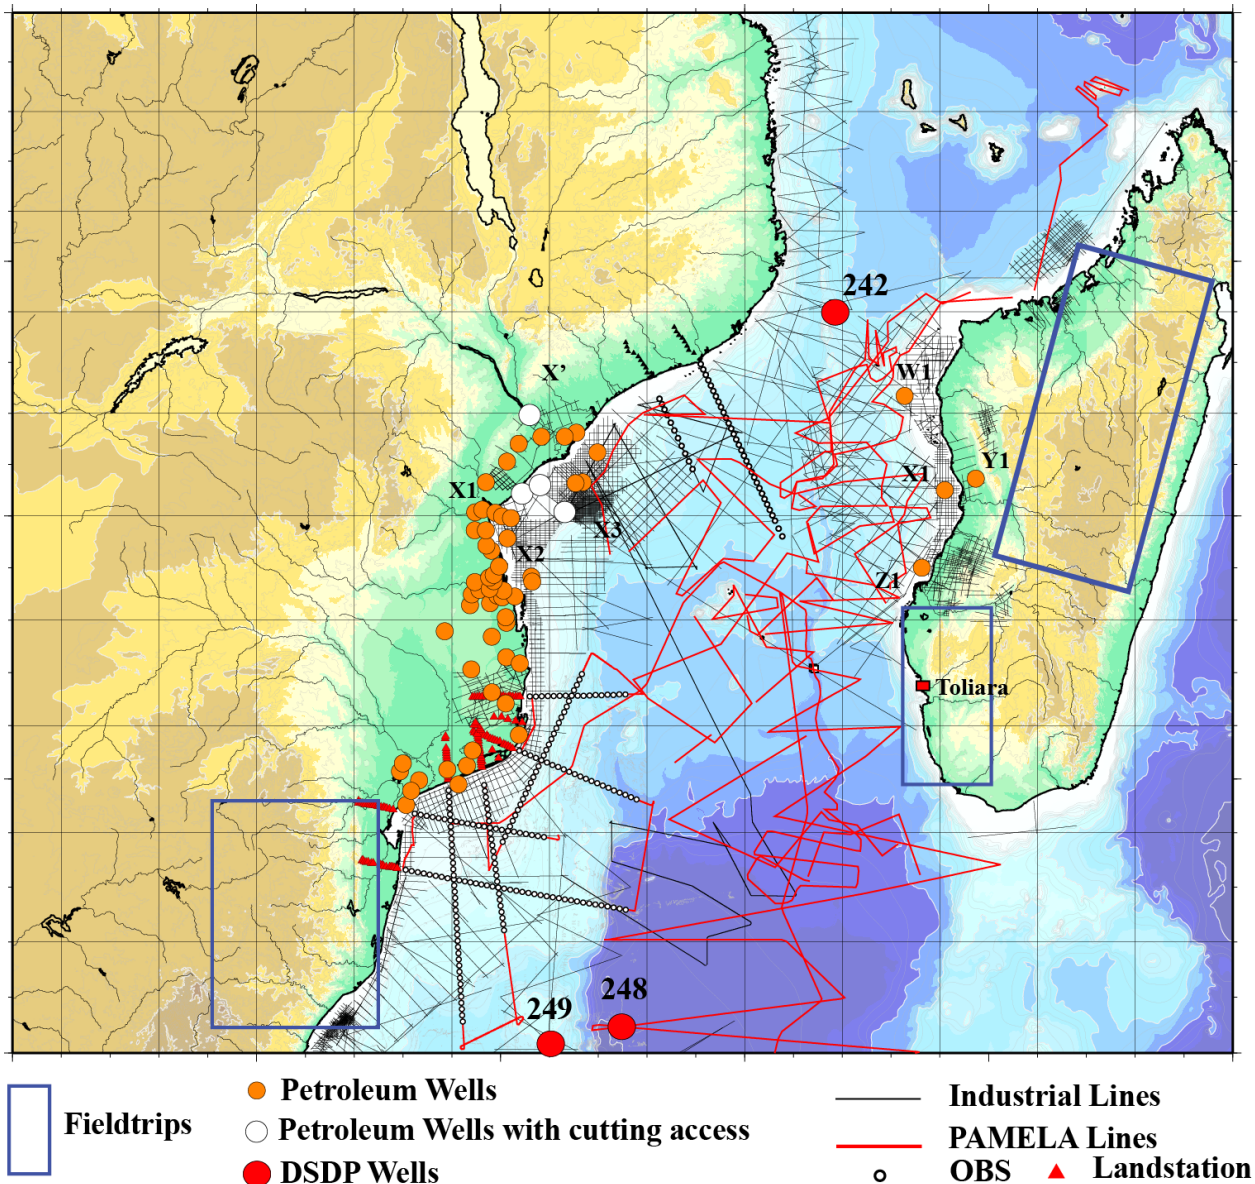 242
X'
W1
X1
X1
Y1
X3
X2
Z1
Toliara
249
248
Fieldtrips
Petroleum Wells
Petroleum Wells with cutting access
DSDP Wells
Industrial Lines
PAMELA Lines
OBS
Landstation